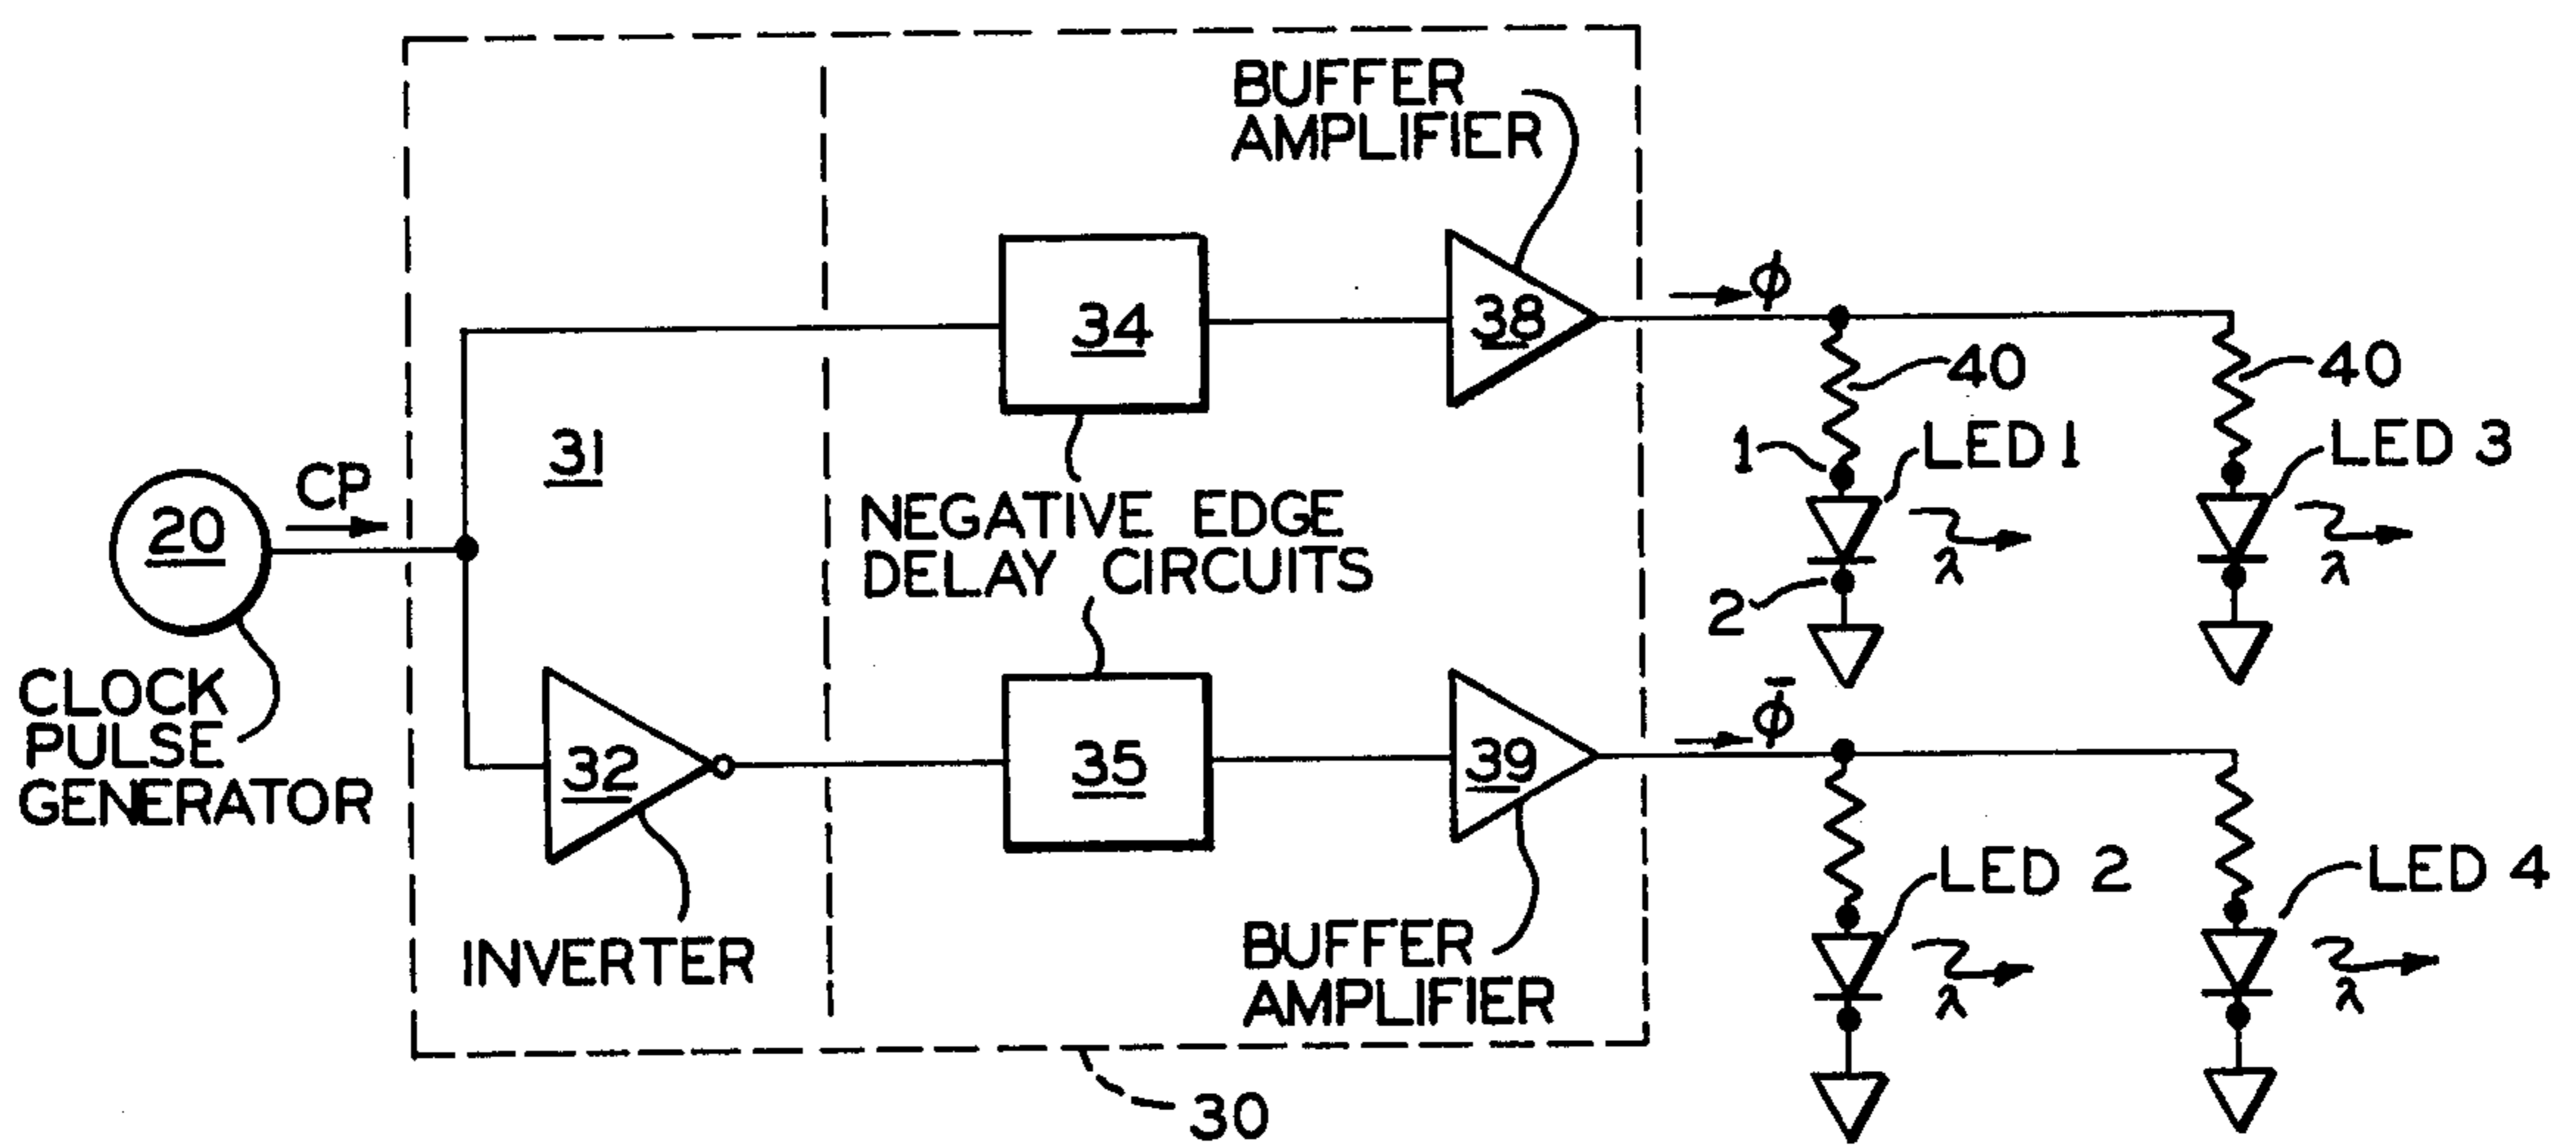 BUFFER
AMPLIFIER
ϕ
34
38
40
40
1
LED 1
LED 3
31
CP
20
NEGATIVE EDGE
DELAY CIRCUITS
λ
λ
2
CLOCK
PULSE
GENERATOR
32
35
39
ϕ̄
LED 2
LED 4
INVERTER
BUFFER
AMPLIFIER
λ
λ
30